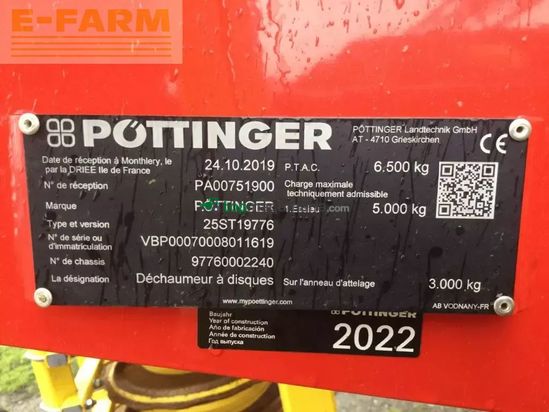 E-FARM
PÖTTINGER
PÖTTINGER Landtechnik GmbH
AT - 4710 Grieskirchen
CE
Date de réception à Monthlery, le
par la DRIEE Ile de France
24.10.2019
P.T.A.C.
6.500 kg
N° de réception
PA00751900
Charge maximale
techniquement admissible
Marque
PÖTTINGER
5.000 kg
Type et version
25ST19776
N° de série ou
d'immatriculation
VBP00070008011619
N° de chassis
97760002240
La désignation
Déchaumeur à disques
Sur l'anneau d'attelage
3.000 kg
www.mypoettinger.com
AB VODNANY-FR
Baujahr
Year of construction
Año de fabricación
Année de construction
Год выпуска
PÖTTINGER
2022